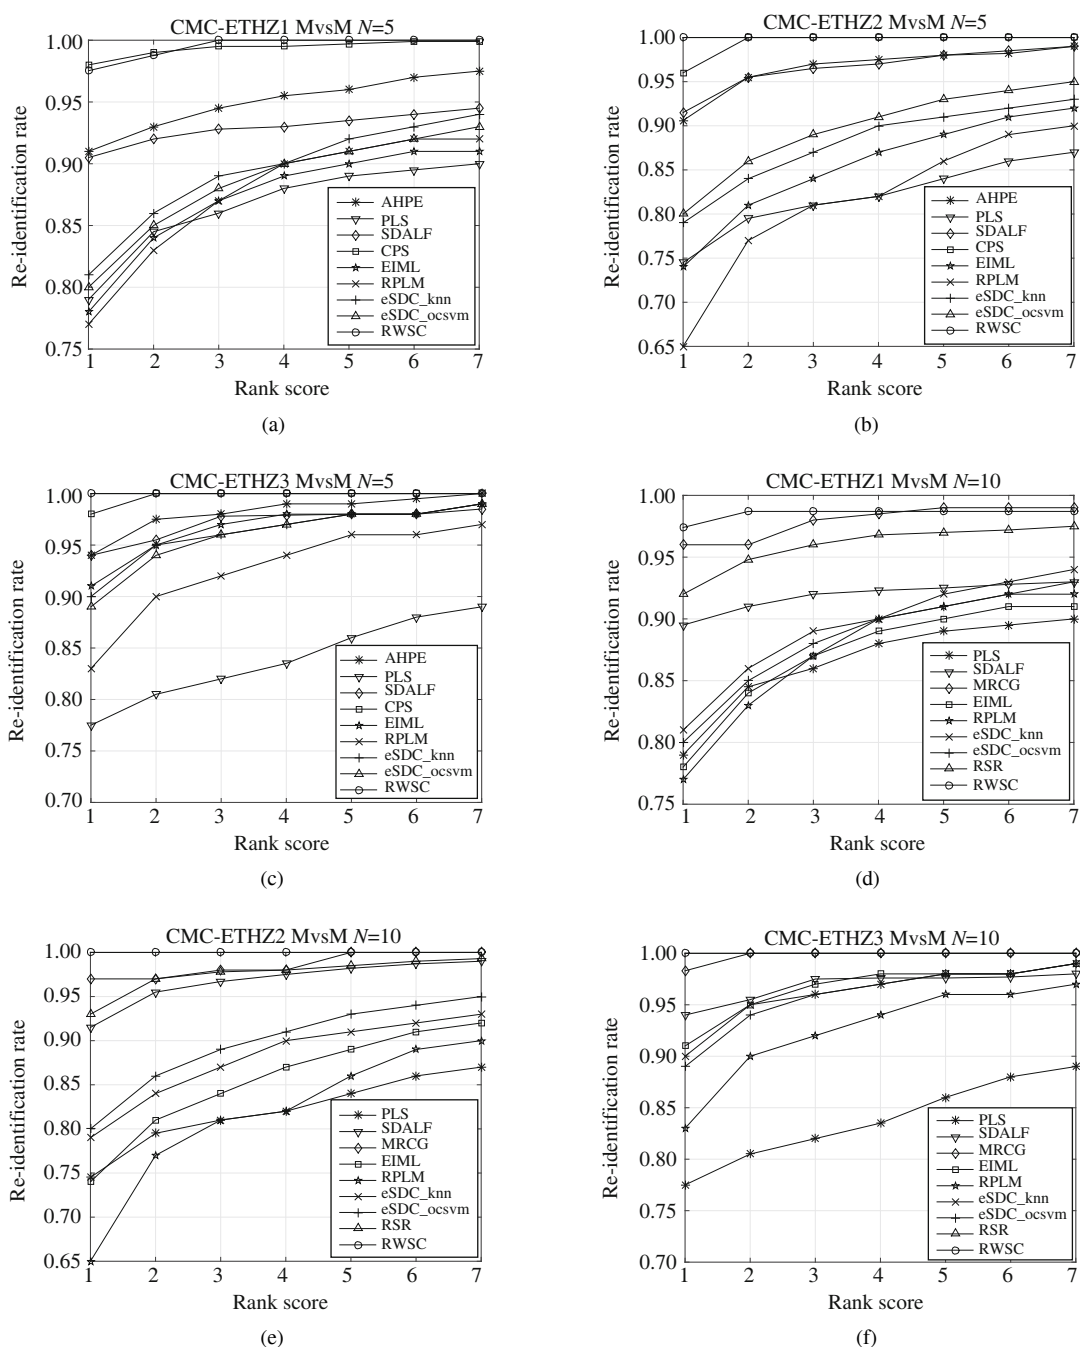 CMC-ETHZ1 MvsM N=5
1.00
0.95
0.90
0.85
0.80
0.75
Re-identification rate
AHPE
PLS
SDALF
CPS
EIML
RPLM
eSDC_knn
eSDC_ocsvm
RWSC
1 2 3 4 5 6 7
Rank score
(a)
CMC-ETHZ2 MvsM N=5
1.00
0.95
0.90
0.85
0.80
0.75
0.70
0.65
Re-identification rate
AHPE
PLS
SDALF
CPS
EIML
RPLM
eSDC_knn
eSDC_ocsvm
RWSC
1 2 3 4 5 6 7
Rank score
(b)
CMC-ETHZ3 MvsM N=5
1.00
0.95
0.90
0.85
0.80
0.75
0.70
Re-identification rate
AHPE
PLS
SDALF
CPS
EIML
RPLM
eSDC_knn
eSDC_ocsvm
RWSC
1 2 3 4 5 6 7
Rank score
(c)
CMC-ETHZ1 MvsM N=10
1.00
0.95
0.90
0.85
0.80
0.75
Re-identification rate
PLS
SDALF
MRCG
EIML
RPLM
eSDC_knn
eSDC_ocsvm
RSR
RWSC
1 2 3 4 5 6 7
Rank score
(d)
CMC-ETHZ2 MvsM N=10
1.00
0.95
0.90
0.85
0.80
0.75
0.70
0.65
Re-identification rate
PLS
SDALF
MRCG
EIML
RPLM
eSDC_knn
eSDC_ocsvm
RSR
RWSC
1 2 3 4 5 6 7
Rank score
(e)
CMC-ETHZ3 MvsM N=10
1.00
0.95
0.90
0.85
0.80
0.75
0.70
Re-identification rate
PLS
SDALF
MRCG
EIML
RPLM
eSDC_knn
eSDC_ocsvm
RSR
RWSC
1 2 3 4 5 6 7
Rank score
(f)